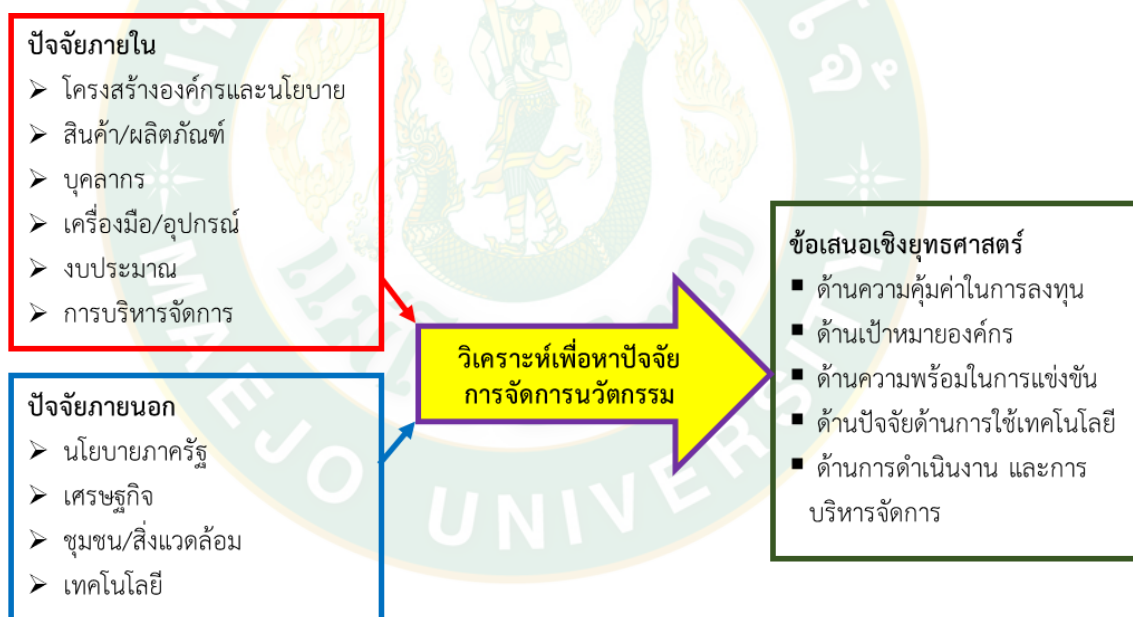 ปัจจัยภายใน
➢ โครงสร้างองค์กรและนโยบาย
➢ สินค้า/ผลิตภัณฑ์
➢ บุคลากร
➢ เครื่องมือ/อุปกรณ์
➢ งบประมาณ
➢ การบริหารจัดการ
ปัจจัยภายนอก
➢ นโยบายภาครัฐ
➢ เศรษฐกิจ
➢ ชุมชน/สิ่งแวดล้อม
➢ เทคโนโลยี
วิเคราะห์เพื่อหาปัจจัย
การจัดการนวัตกรรม
ข้อเสนอเชิงยุทธศาสตร์
▪ ด้านความคุ้มค่าในการลงทุน
▪ ด้านเป้าหมายองค์กร
▪ ด้านความพร้อมในการแข่งขัน
▪ ด้านปัจจัยด้านการใช้เทคโนโลยี
▪ ด้านการดำเนินงาน และการ
บริหารจัดการ
MAEJO UNIVERSITY